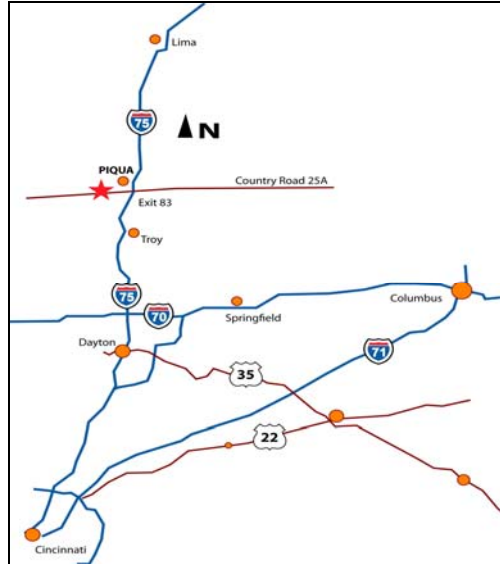 Lima
75
N
PIQUA
Country Road 25A
Exit 83
Troy
75
70
Springfield
Columbus
Dayton
71
35
22
Cincinnati